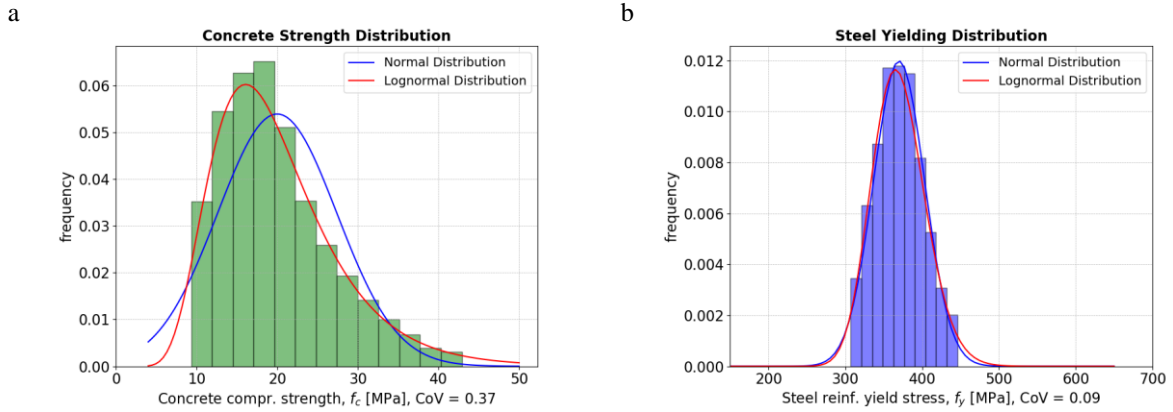 a
b
Concrete Strength Distribution
Normal Distribution
Lognormal Distribution
frequency
0.06
0.05
0.04
0.03
0.02
0.01
0.00
0
10
20
30
40
50
Concrete compr. strength, f_c [MPa], CoV = 0.37
Steel Yielding Distribution
Normal Distribution
Lognormal Distribution
frequency
0.012
0.010
0.008
0.006
0.004
0.002
0.000
200
300
400
500
600
700
Steel reinf. yield stress, f_y [MPa], CoV = 0.09